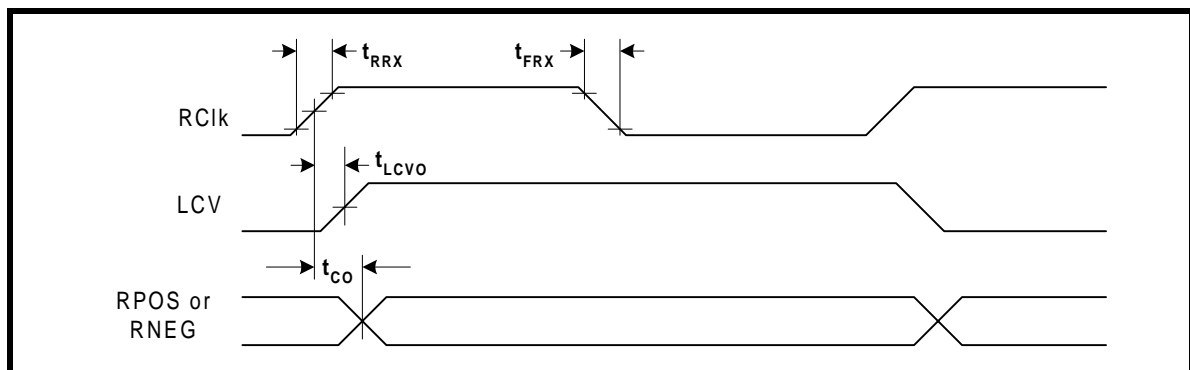 tRRX
tFRX
RClk
tLCVO
LCV
tCO
RPOS or
RNEG